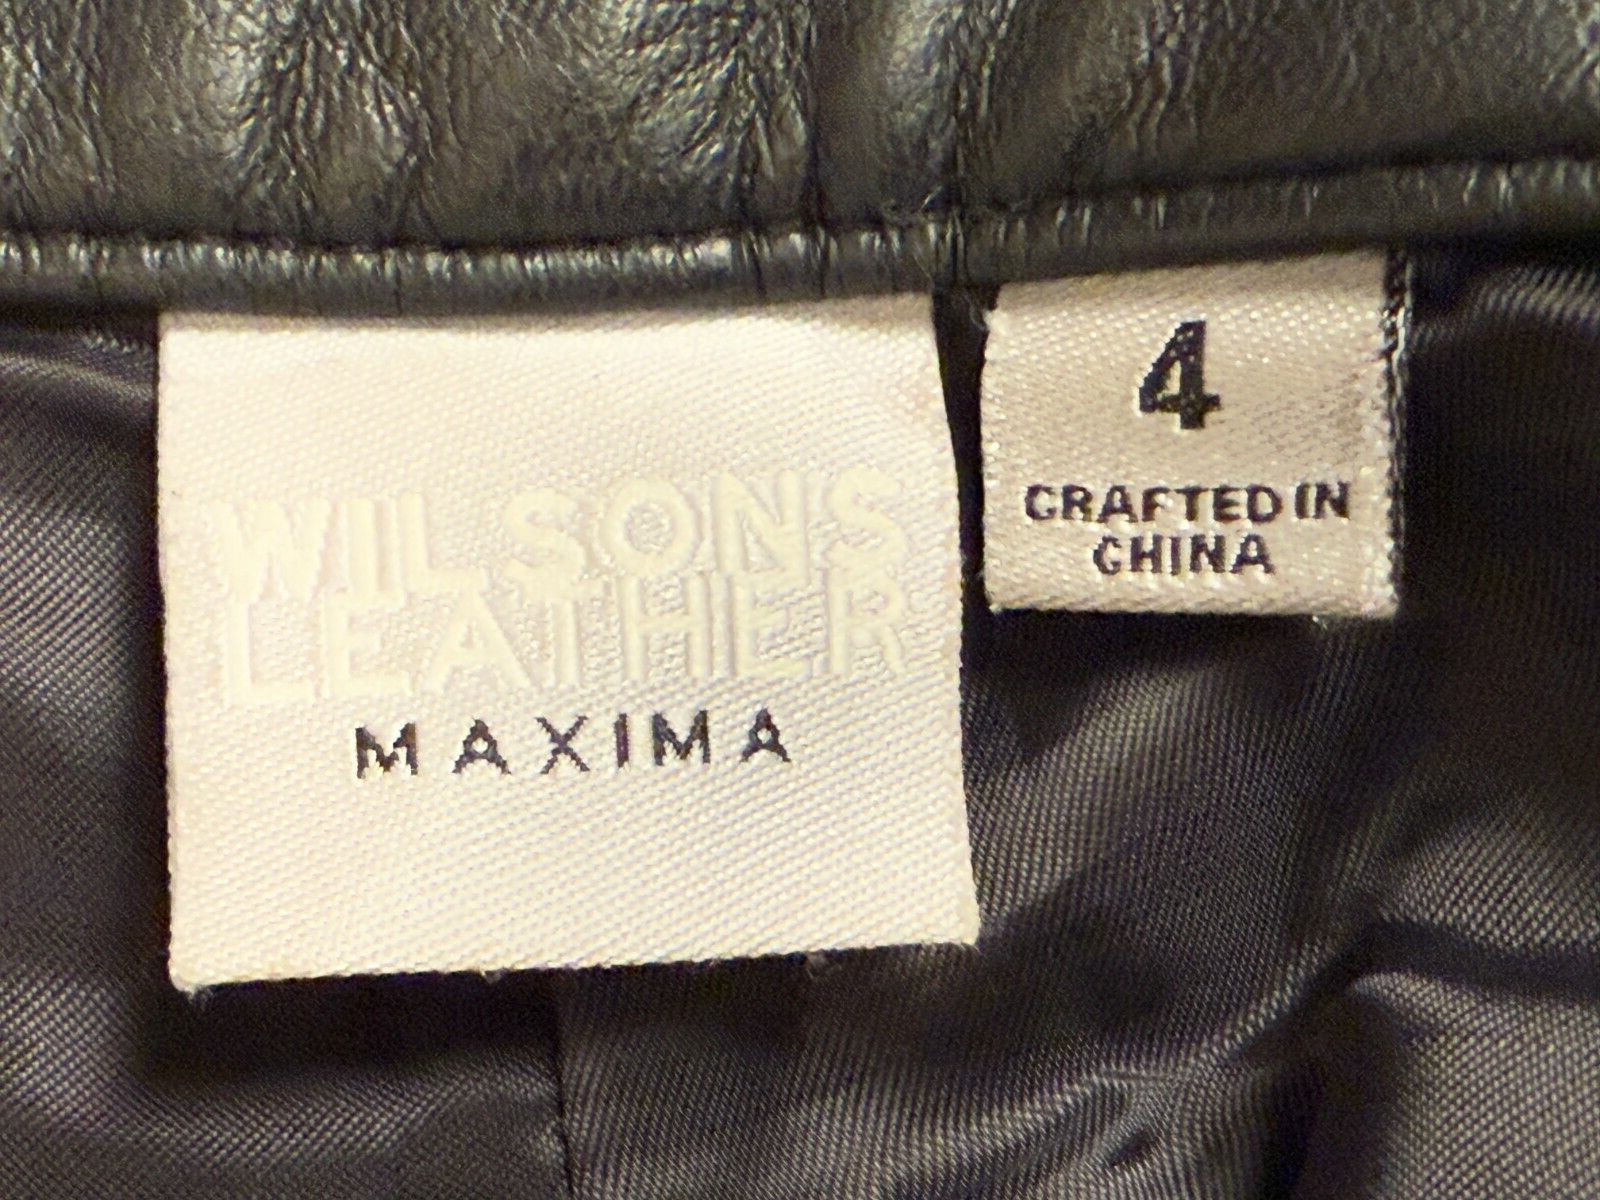 WILSONS
LEATHER
MAXIMA
4
CRAFTED IN
CHINA